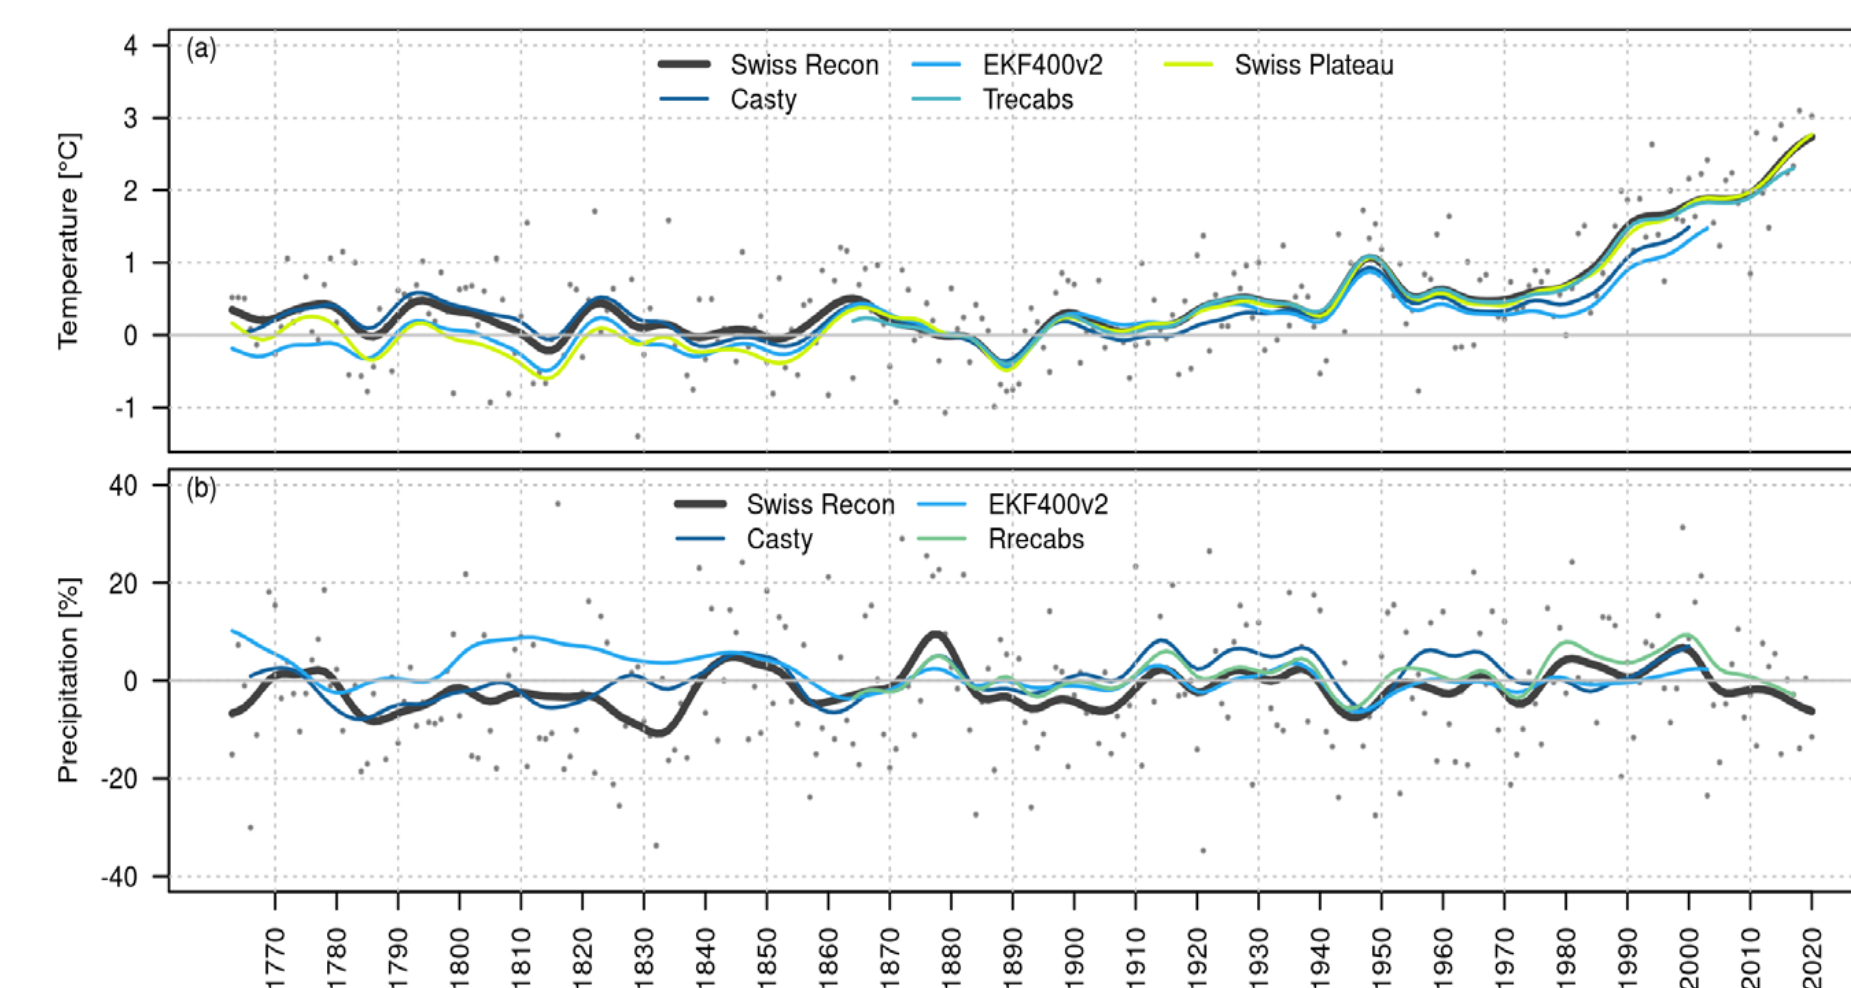 (a)
Swiss Recon EKF400v2 Swiss Plateau
Casty Trecabs
Temperature [°C]
4
3
2
1
0
-1
(b)
Swiss Recon EKF400v2
Casty Rrecabs
Precipitation [%]
40
20
0
-20
-40
1770 1780 1790 1800 1810 1820 1830 1840 1850 1860 1870 1880 1890 1900 1910 1920 1930 1940 1950 1960 1970 1980 1990 2000 2010 2020